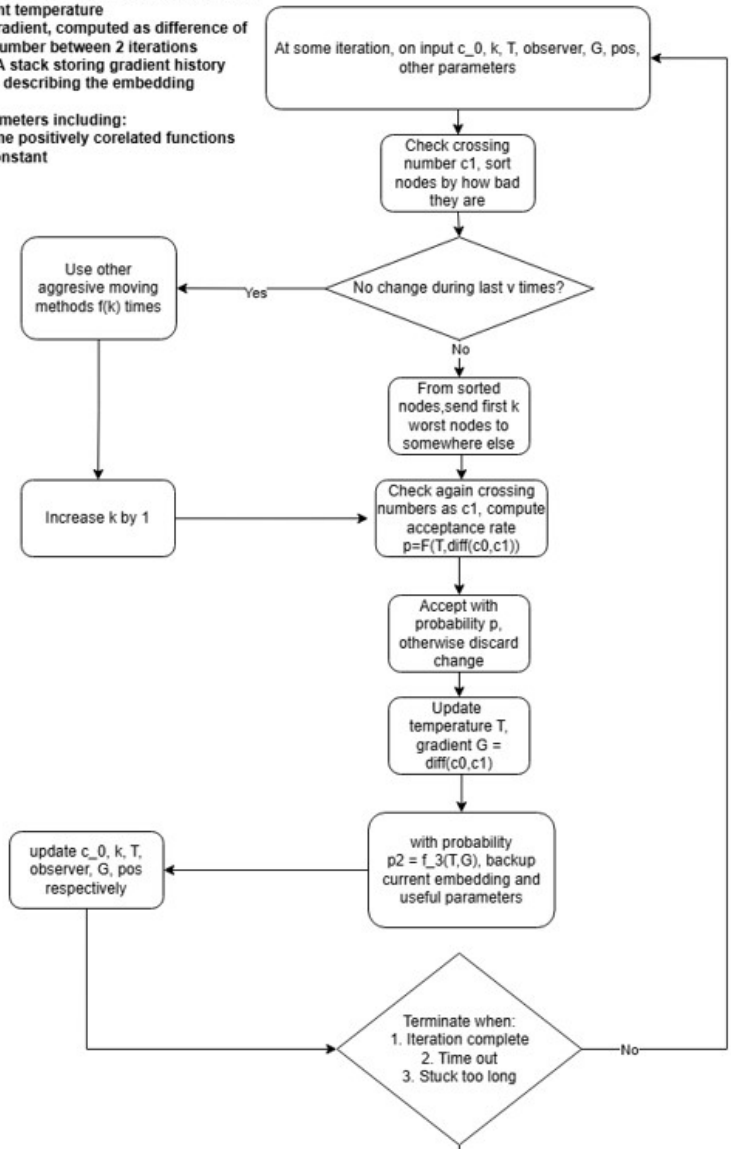 nt temperature
radient, computed as difference of
umber between 2 iterations
A stack storing gradient history
describing the embedding
meters including:
ne positively corelated functions
onstant
At some iteration, on input c_0, k, T, observer, G, pos,
other parameters
Check crossing
number c1, sort
nodes by how bad
they are
No change during last v times?
Yes
Use other
aggresive moving
methods f(k) times
No
From sorted
nodes,send first k
worst nodes to
somewhere else
Increase k by 1
Check again crossing
numbers as c1, compute
acceptance rate
p=F(T,diff(c0,c1))
Accept with
probability p,
otherwise discard
change
Update
temperature T,
gradient G =
diff(c0,c1)
with probability
p2 = f_3(T,G), backup
current embedding and
useful parameters
update c_0, k, T,
observer, G, pos
respectively
Terminate when:
1. Iteration complete
2. Time out
3. Stuck too long
No